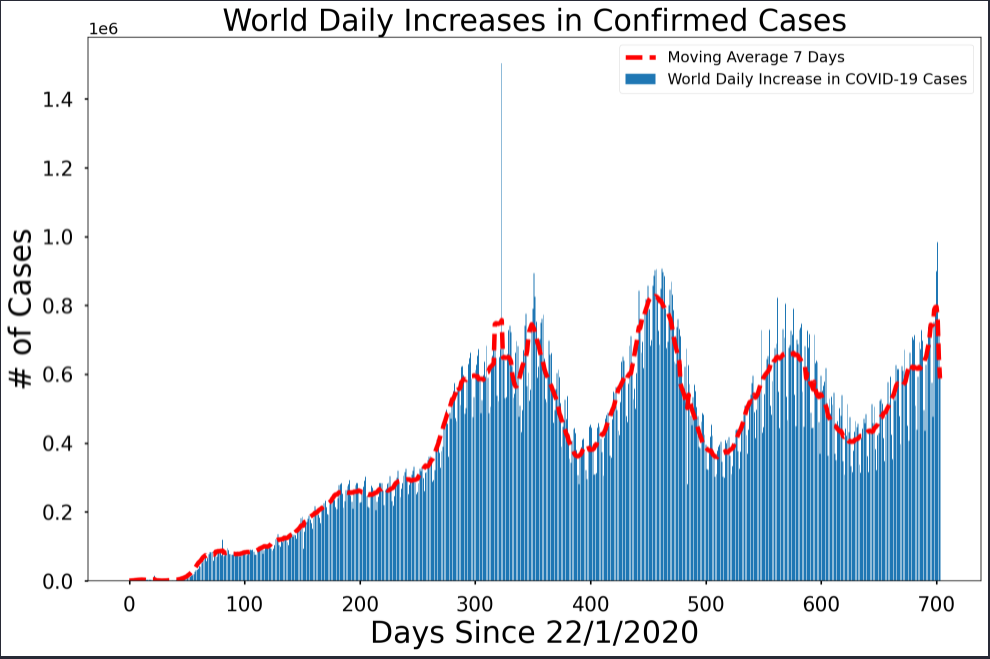 World Daily Increases in Confirmed Cases
1e6
Moving Average 7 Days
World Daily Increase in COVID-19 Cases
1.4
1.2
1.0
0.8
0.6
0.4
0.2
0.0
# of Cases
0 100 200 300 400 500 600 700
Days Since 22/1/2020